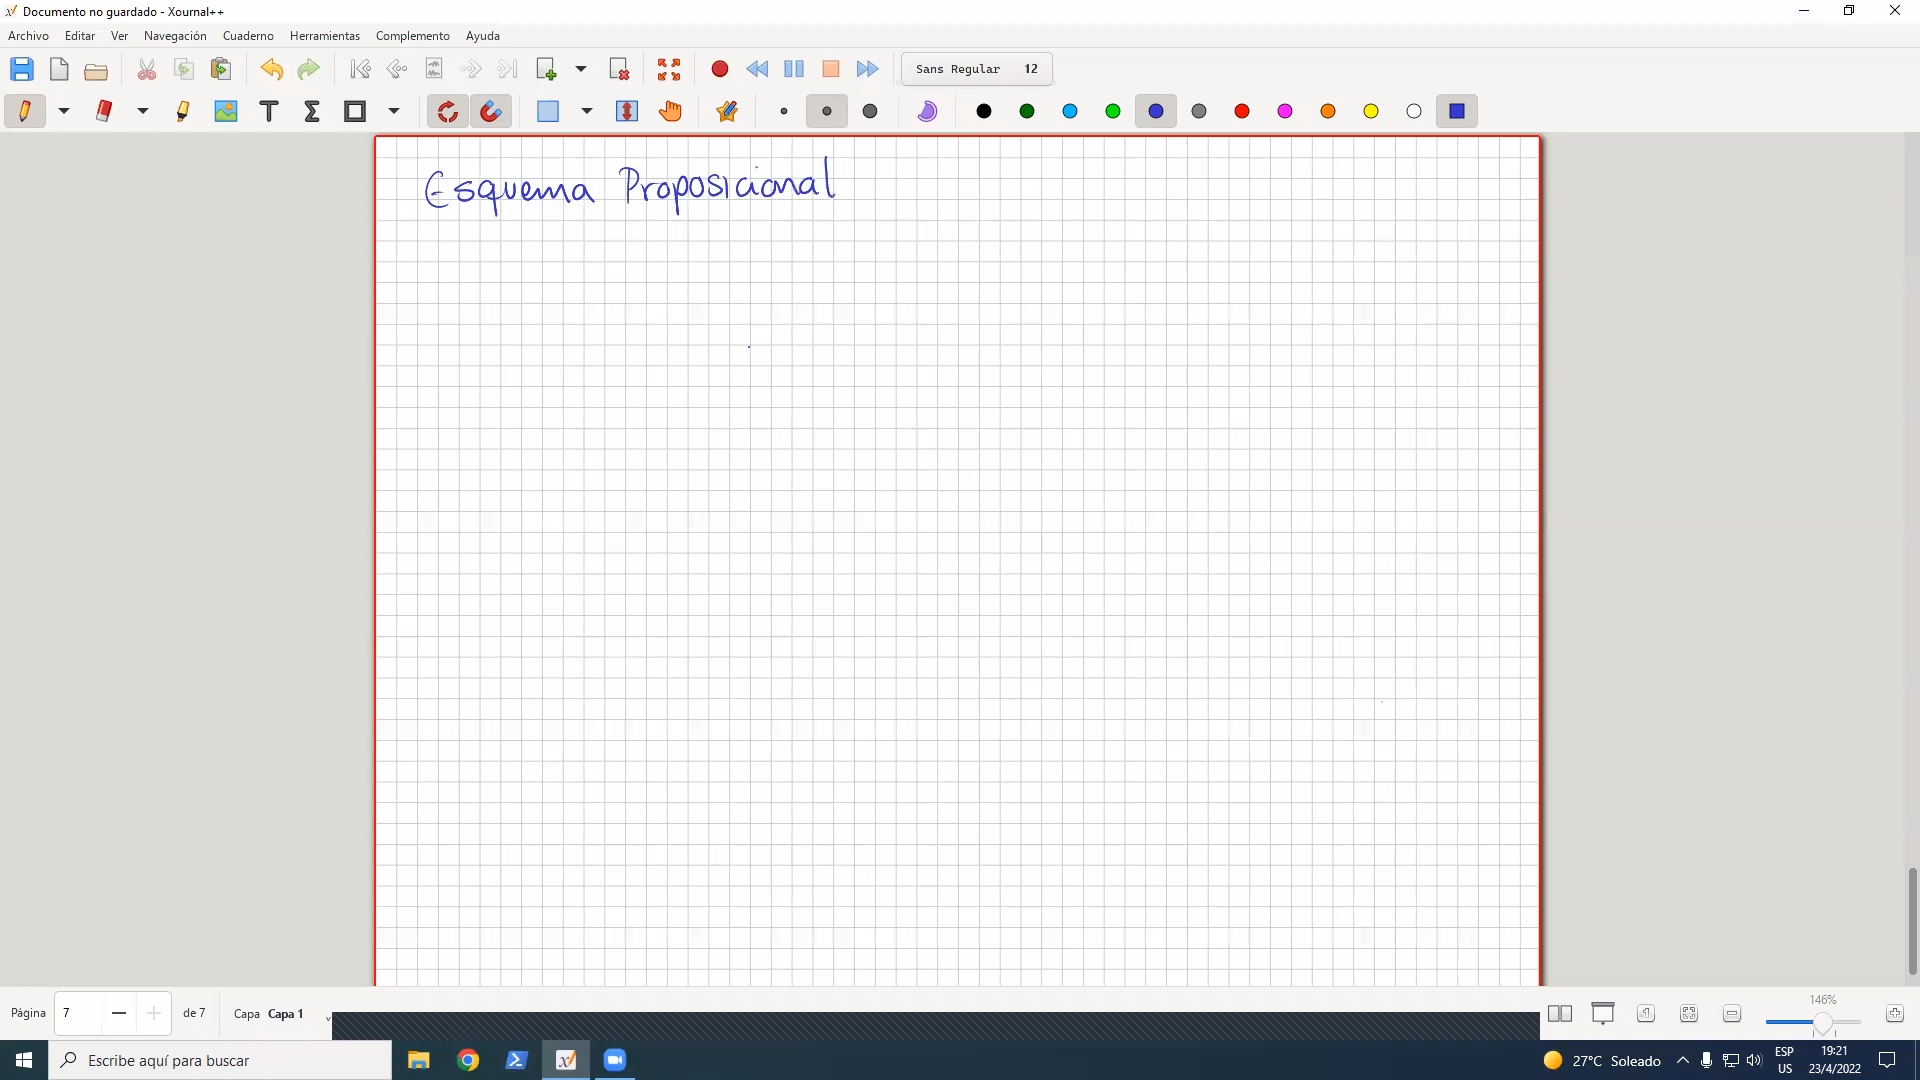 Documento no guardado - Xournal++
Archivo Editar Ver Navegación Cuaderno Herramientas Complemento Ayuda
Sans Regular 12
Esquema Proposicional
Página 7 de 7 Capa Capa 1
146%
Escribe aquí para buscar
27°C Soleado
ESP
US
19:21
23/4/2022